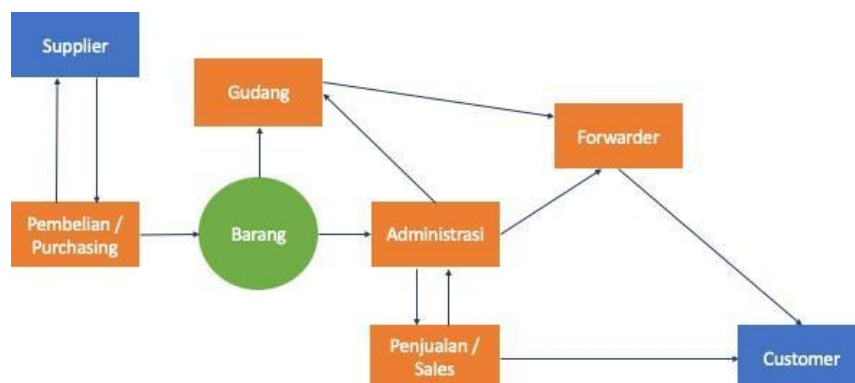 Supplier
Gudang
Forwarder
Pembelian /
Purchasing
Barang
Administrasi
Penjualan /
Sales
Customer